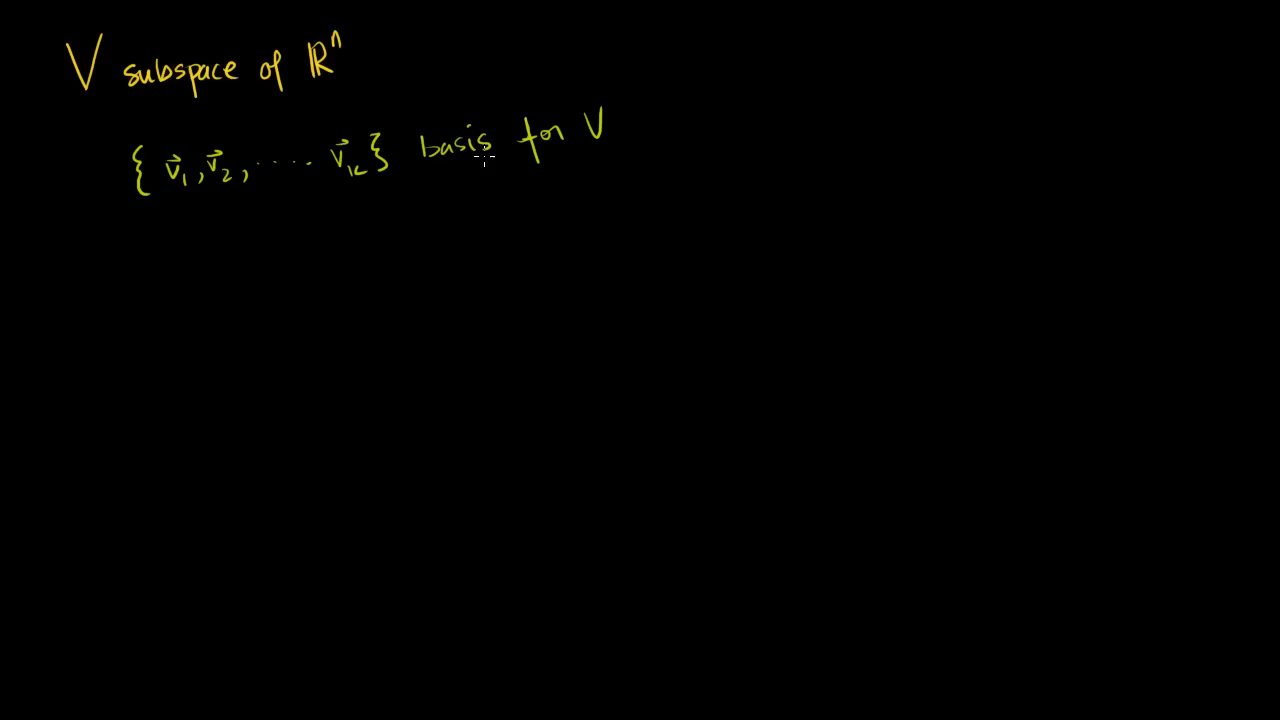 V subspace of ℝⁿ
{ v⃗₁, v⃗₂, ..... v⃗ₖ } basis for V